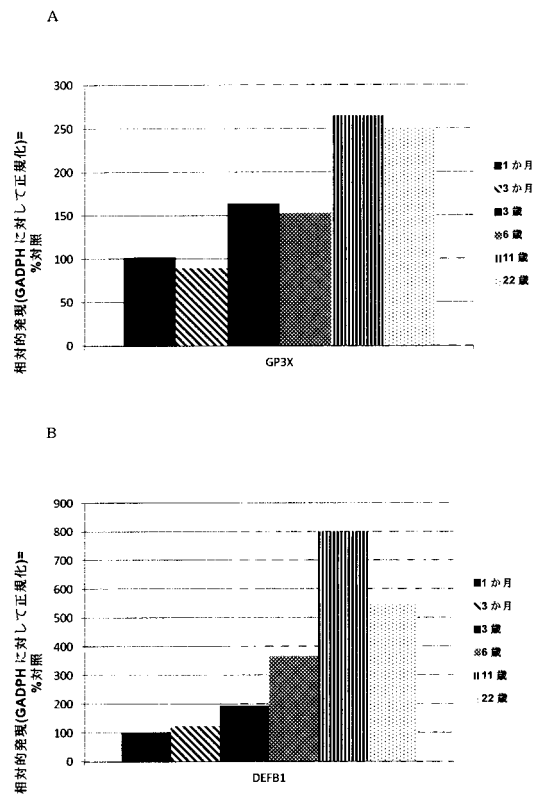 A
相対的発現(GADPH に対して正規化)=
%対照
300
250
200
150
100
50
0
GP3X
■1 か月
3 か月
■3 歳
6 歳
11 歳
22 歳
B
相対的発現(GADPH に対して正規化)=
%対照
900
800
700
600
500
400
300
200
100
0
DEFB1
■1 か月
3 か月
■3 歳
6 歳
11 歳
22 歳